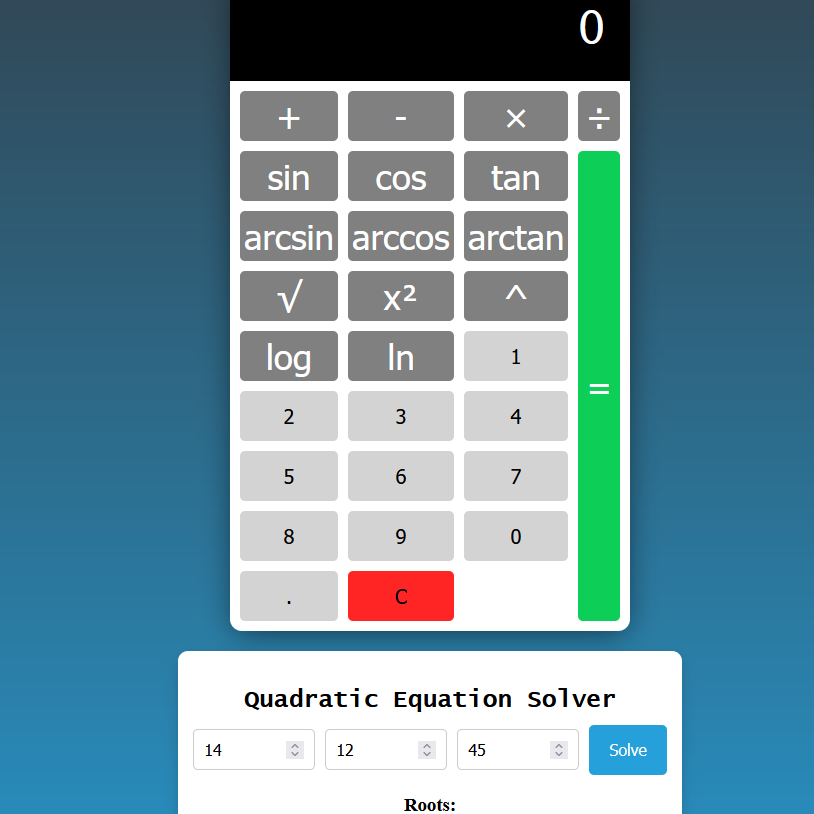 0
+ - × ÷
sin cos tan
arcsin arccos arctan
√ x² ^
log ln 1
=
2 3 4
5 6 7
8 9 0
. C
Quadratic Equation Solver
14 12 45 Solve
Roots: